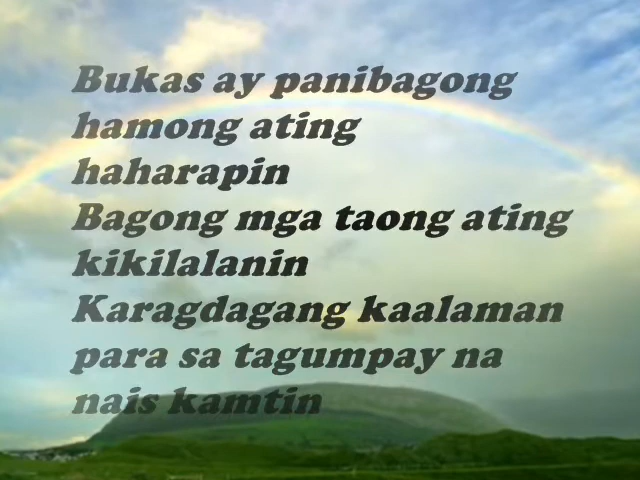 Bukas ay panibagong
hamong ating
haharapin
Bagong mga taong ating
kikilalanin
Karagdagang kaalaman
para sa tagumpay na
nais kamtin